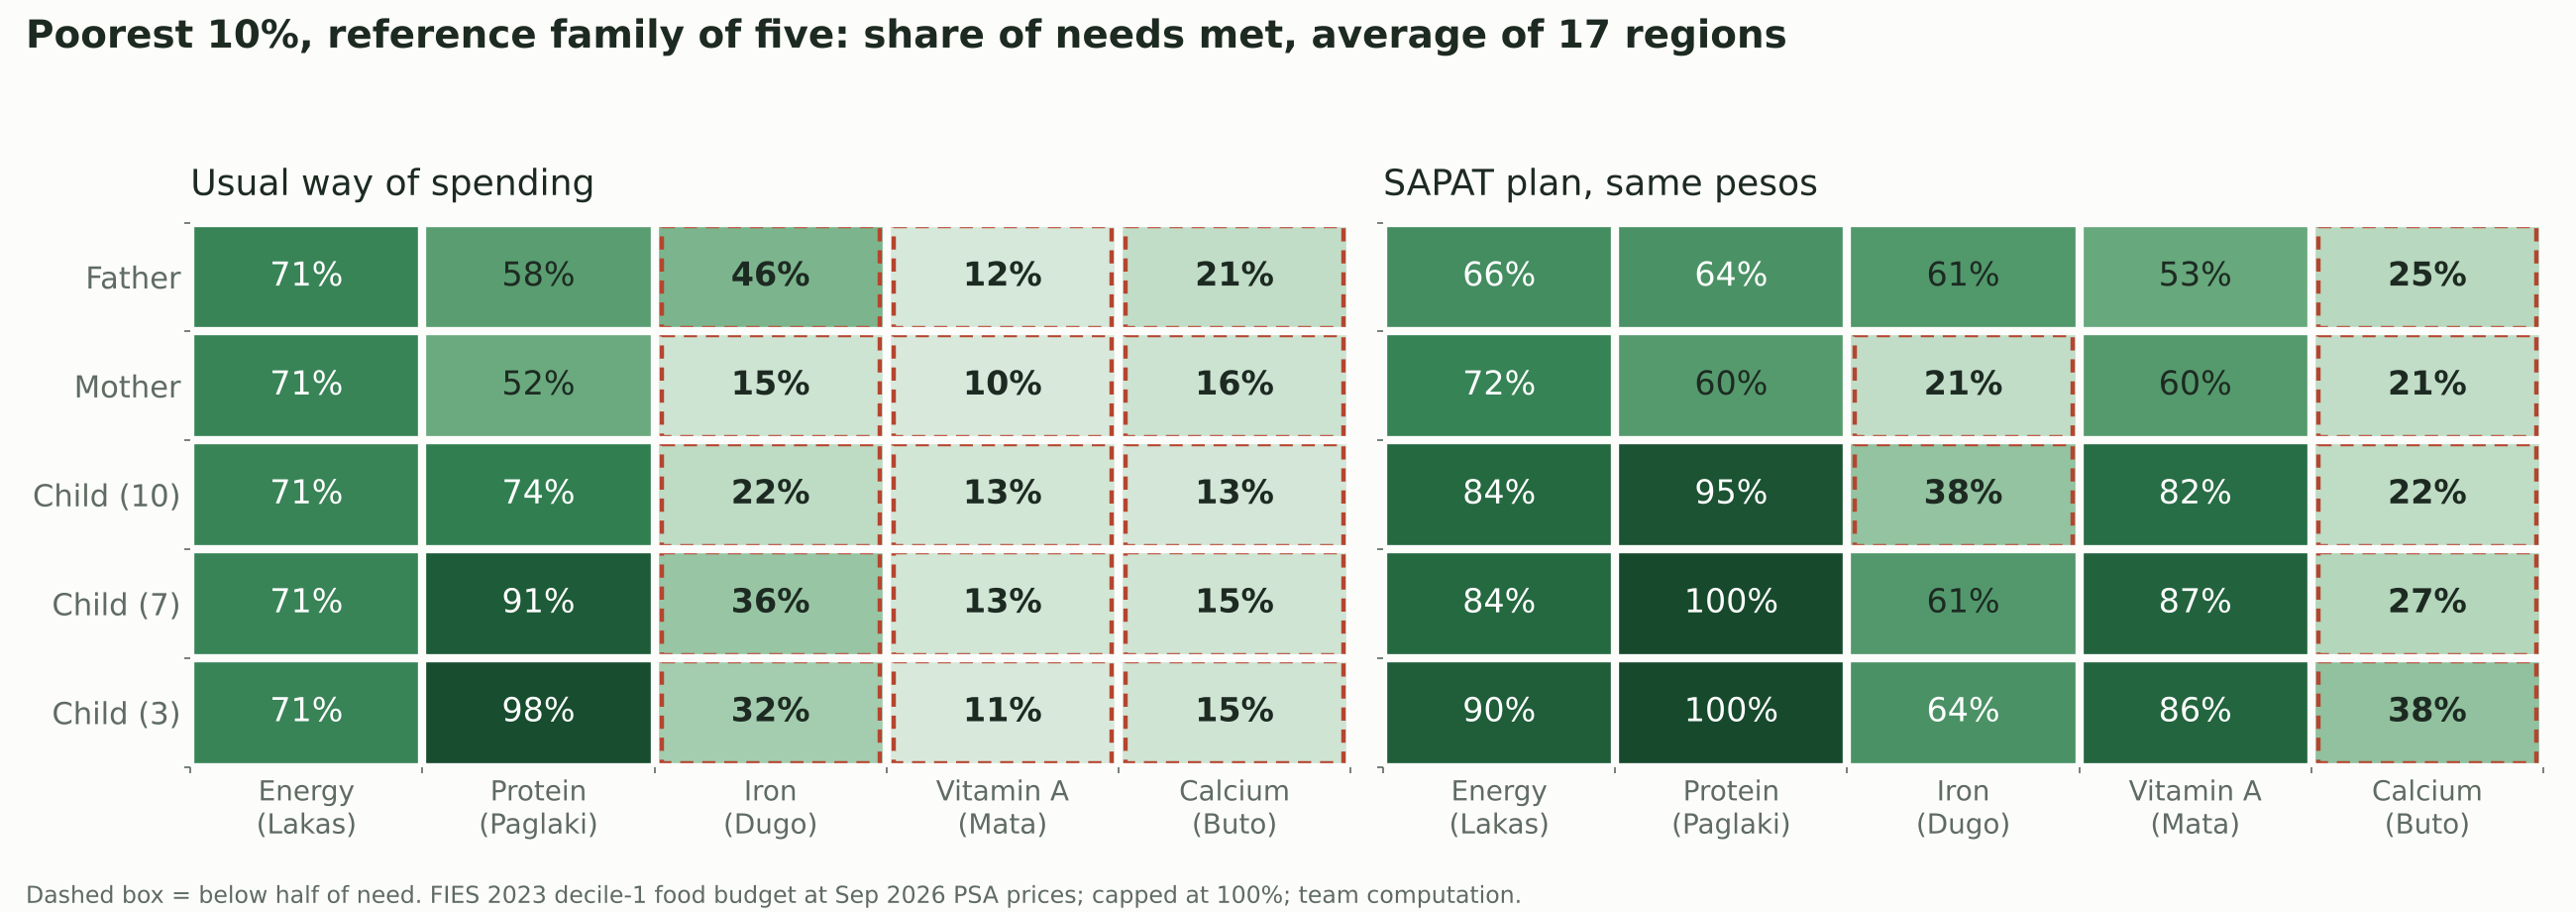 Poorest 10%, reference family of five: share of needs met, average of 17 regions
Usual way of spending
SAPAT plan, same pesos
Father 71% 58% 46% 12% 21% 66% 64% 61% 53% 25%
Mother 71% 52% 15% 10% 16% 72% 60% 21% 60% 21%
Child (10) 71% 74% 22% 13% 13% 84% 95% 38% 82% 22%
Child (7) 71% 91% 36% 13% 15% 84% 100% 61% 87% 27%
Child (3) 71% 98% 32% 11% 15% 90% 100% 64% 86% 38%
Energy Protein Iron Vitamin A Calcium Energy Protein Iron Vitamin A Calcium
(Lakas) (Paglaki) (Dugo) (Mata) (Buto) (Lakas) (Paglaki) (Dugo) (Mata) (Buto)
Dashed box = below half of need. FIES 2023 decile-1 food budget at Sep 2026 PSA prices; capped at 100%; team computation.